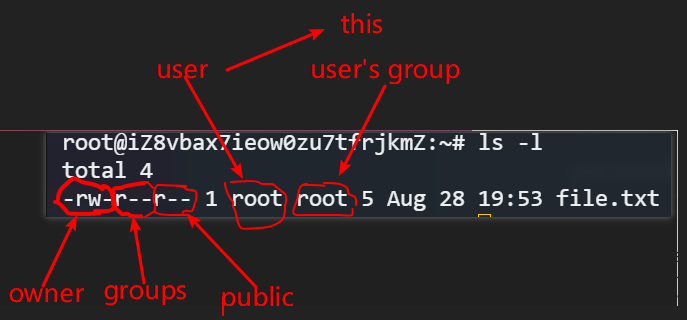 this
user user's group
root@iZ8vbax7ieow0zu7tfrjkmZ:~# ls -l
total 4
-rw-r--r-- 1 root root 5 Aug 28 19:53 file.txt
owner groups public